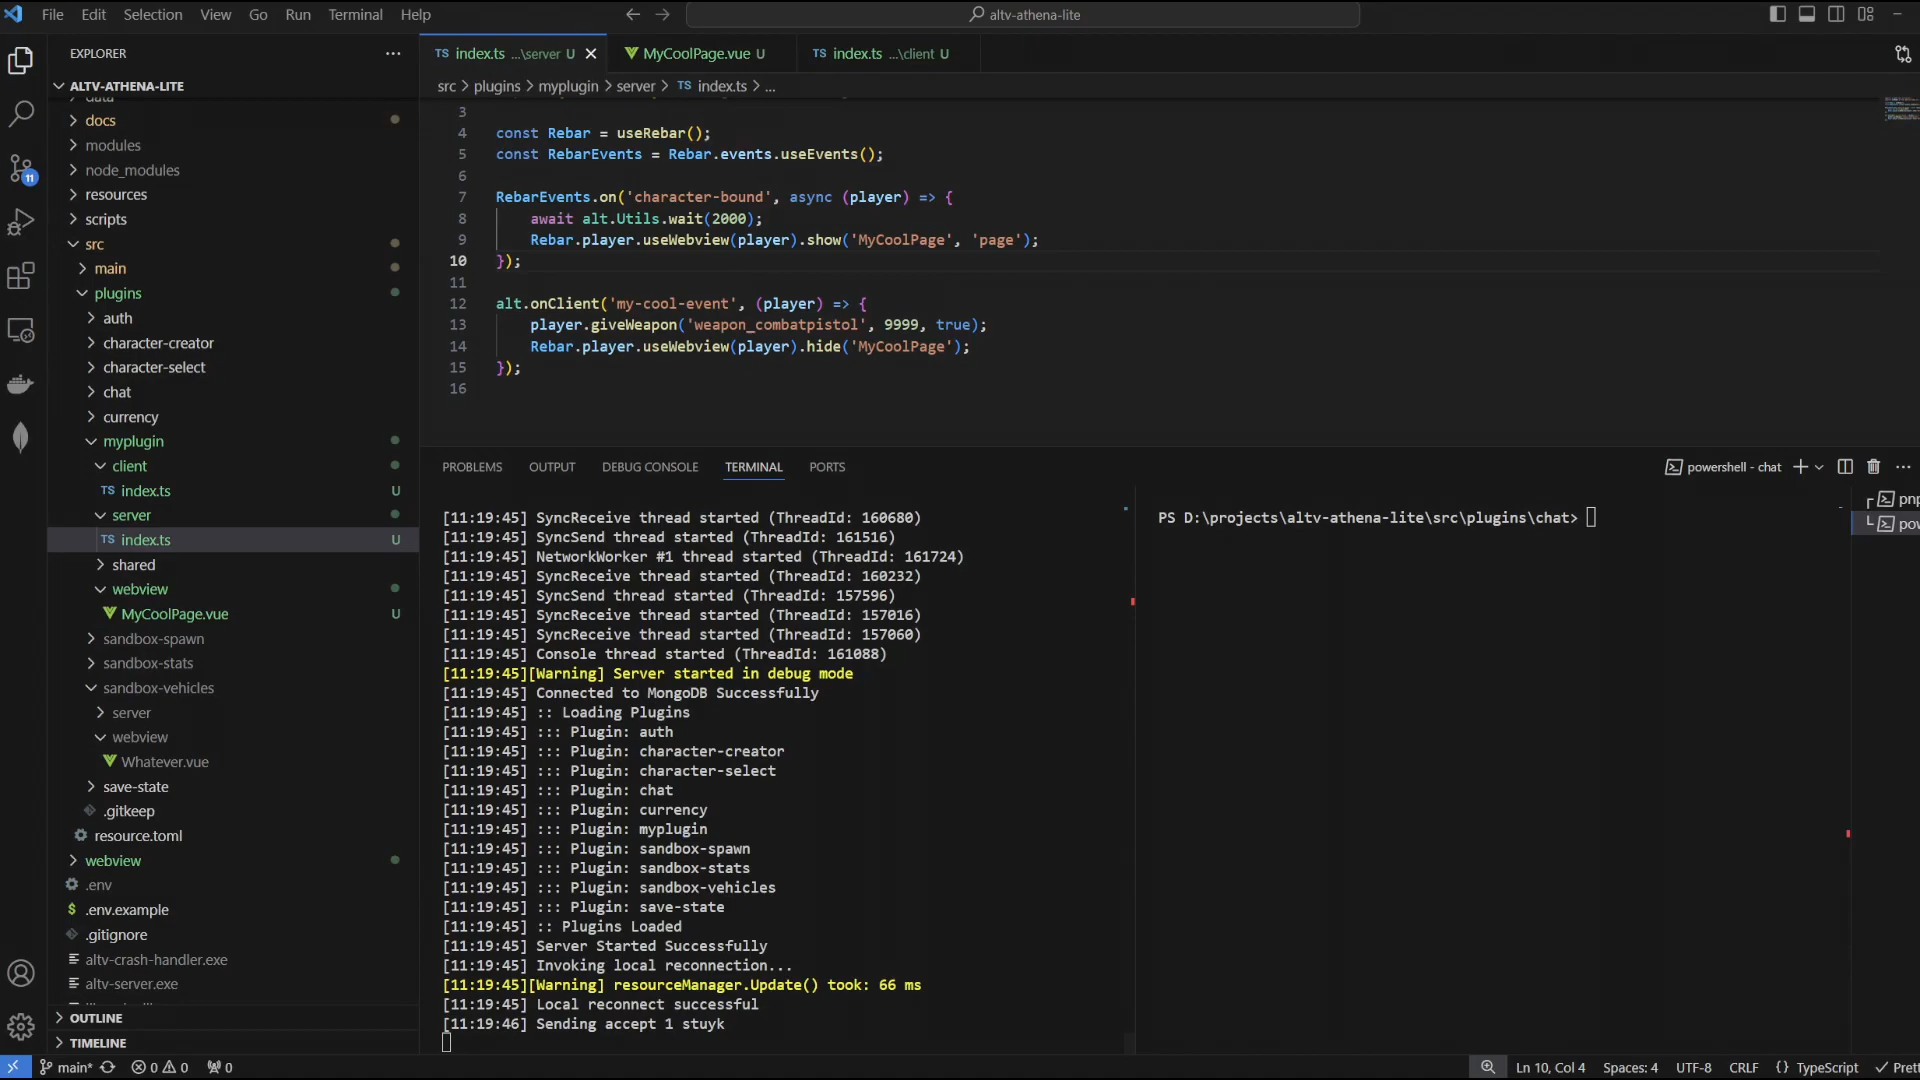 File Edit Selection View Go Run Terminal Help
altv-athena-lite
EXPLORER
ALTV-ATHENA-LITE
data
docs
modules
node_modules
resources
scripts
src
main
plugins
auth
character-creator
character-select
chat
currency
myplugin
client
TS index.ts U
server
TS index.ts U
shared
webview
MyCoolPage.vue U
sandbox-spawn
sandbox-stats
sandbox-vehicles
server
webview
Whatever.vue
save-state
.gitkeep
resource.toml
webview
.env
$ .env.example
.gitignore
altv-crash-handler.exe
altv-server.exe
OUTLINE
TIMELINE
11
TS index.ts ...\server U
MyCoolPage.vue U
TS index.ts ...\client U
src > plugins > myplugin > server > TS index.ts > ...
3
4 const Rebar = useRebar();
5 const RebarEvents = Rebar.events.useEvents();
6
7 RebarEvents.on('character-bound', async (player) => {
8 await alt.Utils.wait(2000);
9 Rebar.player.useWebview(player).show('MyCoolPage', 'page');
10 });
11
12 alt.onClient('my-cool-event', (player) => {
13 player.giveWeapon('weapon_combatpistol', 9999, true);
14 Rebar.player.useWebview(player).hide('MyCoolPage');
15 });
16
PROBLEMS OUTPUT DEBUG CONSOLE TERMINAL PORTS
powershell - chat
[11:19:45] SyncReceive thread started (ThreadId: 160680)
[11:19:45] SyncSend thread started (ThreadId: 161516)
[11:19:45] NetworkWorker #1 thread started (ThreadId: 161724)
[11:19:45] SyncReceive thread started (ThreadId: 160232)
[11:19:45] SyncSend thread started (ThreadId: 157596)
[11:19:45] SyncReceive thread started (ThreadId: 157016)
[11:19:45] SyncReceive thread started (ThreadId: 157060)
[11:19:45] Console thread started (ThreadId: 161088)
[11:19:45][Warning] Server started in debug mode
[11:19:45] Connected to MongoDB Successfully
[11:19:45] :: Loading Plugins
[11:19:45] ::: Plugin: auth
[11:19:45] ::: Plugin: character-creator
[11:19:45] ::: Plugin: character-select
[11:19:45] ::: Plugin: chat
[11:19:45] ::: Plugin: currency
[11:19:45] ::: Plugin: myplugin
[11:19:45] ::: Plugin: sandbox-spawn
[11:19:45] ::: Plugin: sandbox-stats
[11:19:45] ::: Plugin: sandbox-vehicles
[11:19:45] ::: Plugin: save-state
[11:19:45] :: Plugins Loaded
[11:19:45] Server Started Successfully
[11:19:45] Invoking local reconnection...
[11:19:45][Warning] resourceManager.Update() took: 66 ms
[11:19:45] Local reconnect successful
[11:19:46] Sending accept 1 stuyk
PS D:\projects\altv-athena-lite\src\plugins\chat>
pnp
pow
main* 0 0 0
Ln 10, Col 4 Spaces: 4 UTF-8 CRLF {} TypeScript Prett